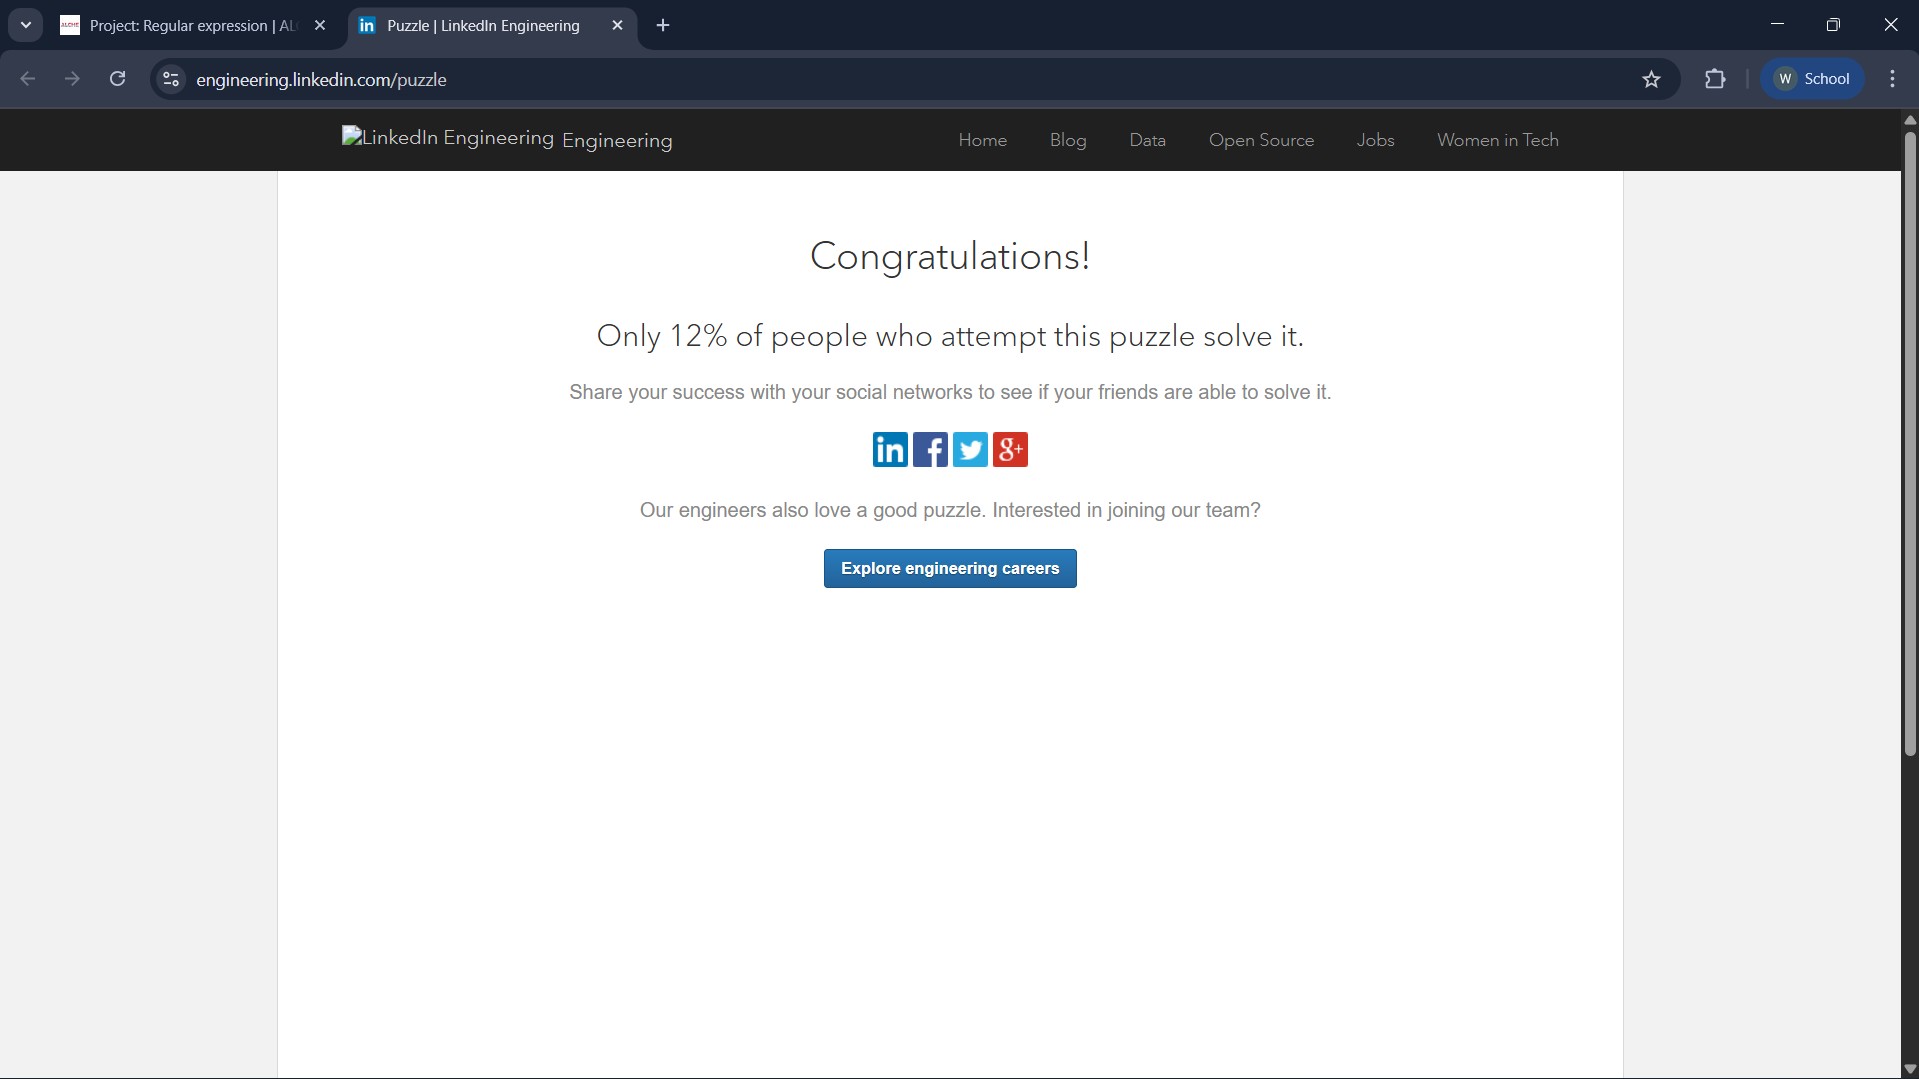 Project: Regular expression | AL
Puzzle | LinkedIn Engineering
engineering.linkedin.com/puzzle
W School
LinkedIn Engineering Engineering
Home Blog Data Open Source Jobs Women in Tech
Congratulations!
Only 12% of people who attempt this puzzle solve it.
Share your success with your social networks to see if your friends are able to solve it.
in f g+
Our engineers also love a good puzzle. Interested in joining our team?
Explore engineering careers